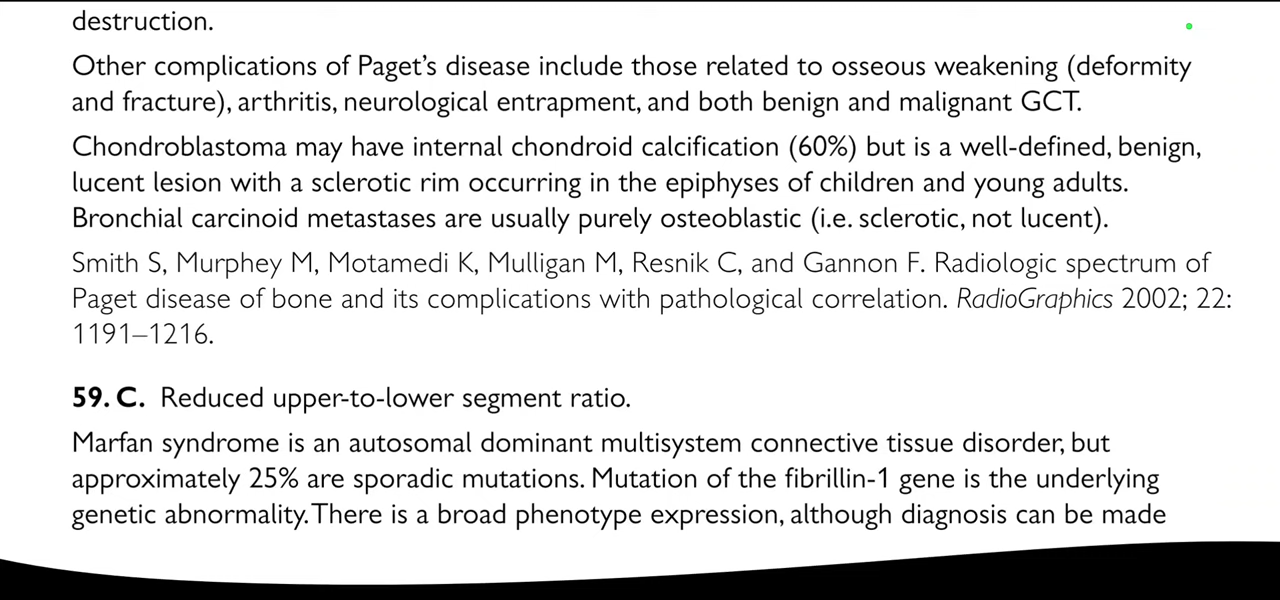 destruction.
Other complications of Paget's disease include those related to osseous weakening (deformity
and fracture), arthritis, neurological entrapment, and both benign and malignant GCT.
Chondroblastoma may have internal chondroid calcification (60%) but is a well-defined, benign,
lucent lesion with a sclerotic rim occurring in the epiphyses of children and young adults.
Bronchial carcinoid metastases are usually purely osteoblastic (i.e. sclerotic, not lucent).
Smith S, Murphey M, Motamedi K, Mulligan M, Resnik C, and Gannon F. Radiologic spectrum of
Paget disease of bone and its complications with pathological correlation. RadioGraphics 2002; 22:
1191–1216.
59. C. Reduced upper-to-lower segment ratio.
Marfan syndrome is an autosomal dominant multisystem connective tissue disorder, but
approximately 25% are sporadic mutations. Mutation of the fibrillin-1 gene is the underlying
genetic abnormality. There is a broad phenotype expression, although diagnosis can be made